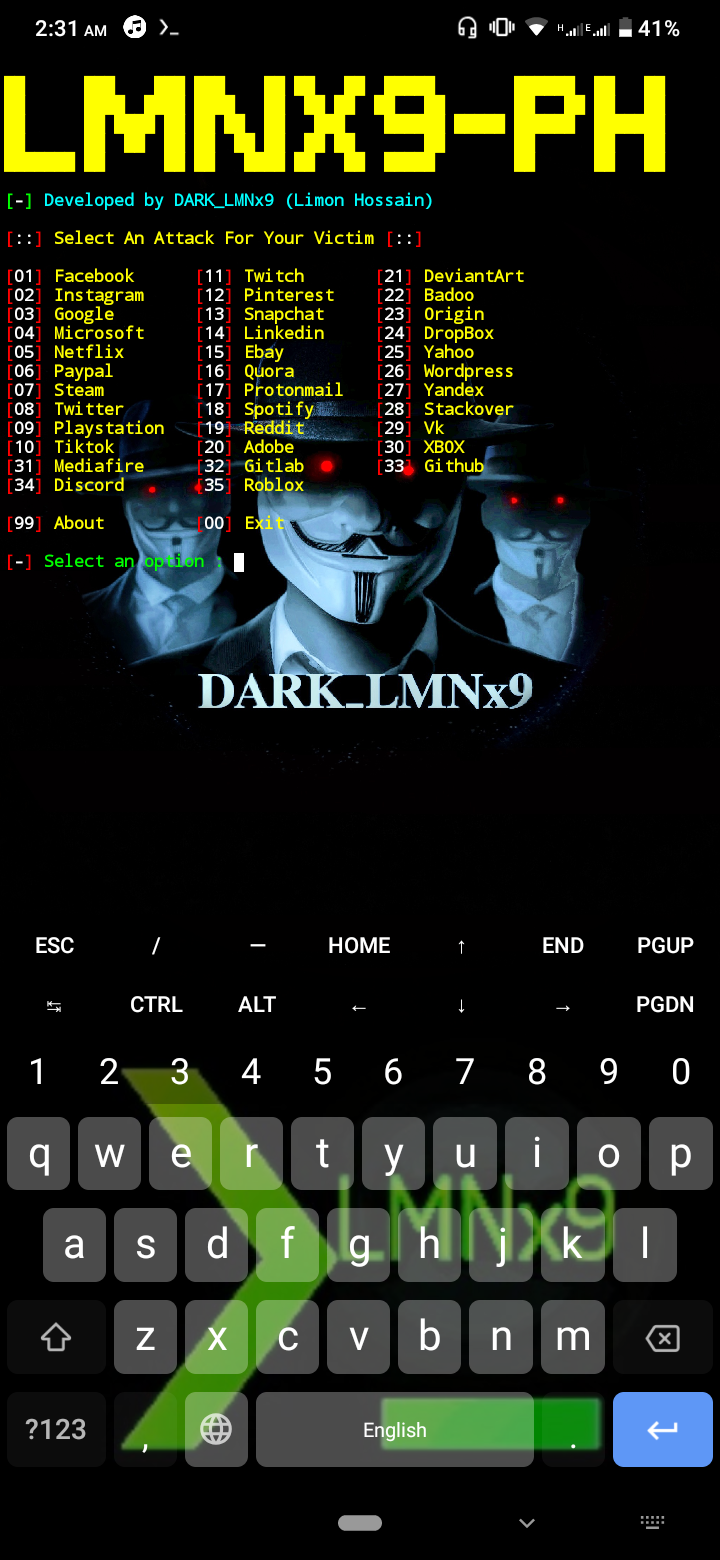 2:31 AM H E 41%
LMNX9-PH
[-] Developed by DARK_LMNx9 (Limon Hossain)
[::] Select An Attack For Your Victim [::]
[01] Facebook [11] Twitch [21] DeviantArt
[02] Instagram [12] Pinterest [22] Badoo
[03] Google [13] Snapchat [23] Origin
[04] Microsoft [14] Linkedin [24] DropBox
[05] Netflix [15] Ebay [25] Yahoo
[06] Paypal [16] Quora [26] Wordpress
[07] Steam [17] Protonmail [27] Yandex
[08] Twitter [18] Spotify [28] Stackover
[09] Playstation [19] Reddit [29] Vk
[10] Tiktok [20] Adobe [30] XBOX
[31] Mediafire [32] Gitlab [33] Github
[34] Discord [35] Roblox
[99] About [00] Exit
[-] Select an option :
DARK_LMNx9
ESC / — HOME ↑ END PGUP
⇆ CTRL ALT ← ↓ → PGDN
1 2 3 4 5 6 7 8 9 0
q w e r t y u i o p
LMNx9
a s d f g h j k l
z x c v b n m
?123 , English .